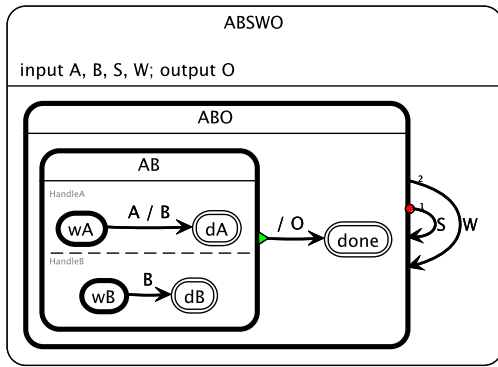 ABSWO
input A, B, S, W; output O
ABO
AB
HandleA
wA
A / B
dA
/ O
done
HandleB
wB
B
dB
2
1
S
W